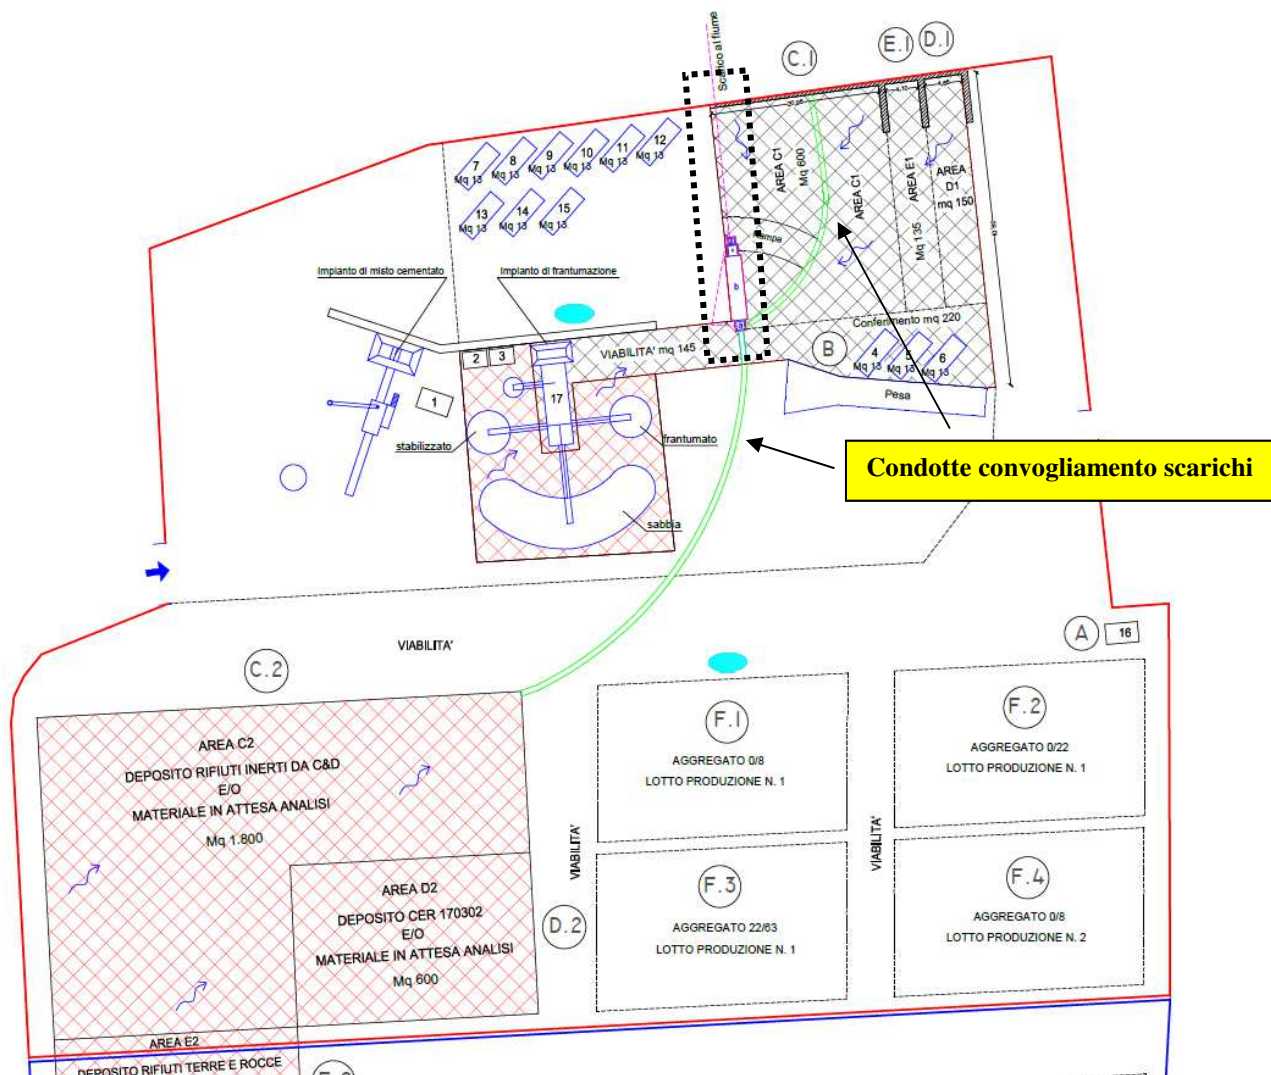 Scarico al fiume
C.1
E.1
D.1
4,10
4,66
7
Mq 13
8
Mq 13
9
Mq 13
10
Mq 13
11
Mq 13
12
Mq 13
13
Mq 13
14
Mq 13
15
Mq 13
AREA C1
Mq 600
AREA C1
AREA E1
Mq 135
AREA
D1
mq 150
Rampa
Impianto di misto cementato
Impianto di frantumazione
Conferimento mq 220
B
4
Mq 13
5
Mq 13
6
Mq 13
Pesa
VIABILITA' mq 145
2
3
1
17
stabilizzato
frantumato
sabbia
Condotte convogliamento scarichi
VIABILITA'
A
16
C.2
AREA C2
DEPOSITO RIFIUTI INERTI DA C&D
E/O
MATERIALE IN ATTESA ANALISI
Mq 1.800
F.1
AGGREGATO 0/8
LOTTO PRODUZIONE N. 1
F.2
AGGREGATO 0/22
LOTTO PRODUZIONE N. 1
VIABILITA'
VIABILITA'
AREA D2
DEPOSITO CER 170302
E/O
MATERIALE IN ATTESA ANALISI
Mq 600
D.2
F.3
AGGREGATO 22/63
LOTTO PRODUZIONE N. 1
F.4
AGGREGATO 0/8
LOTTO PRODUZIONE N. 2
AREA E2
DEPOSITO RIFIUTI TERRE E ROCCE